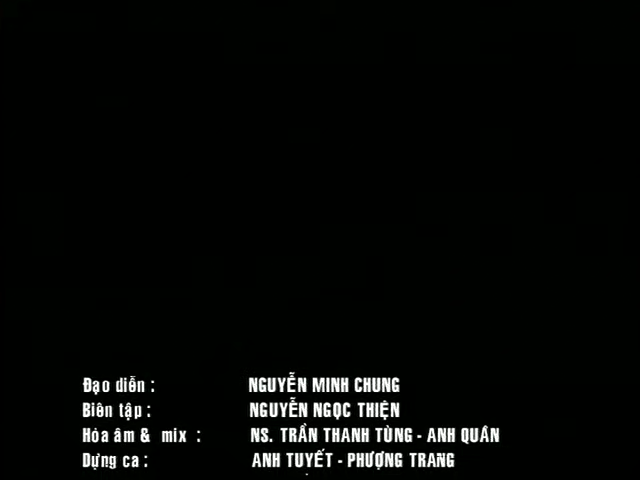 Đạo diễn : NGUYỄN MINH CHUNG
Biên tập : NGUYỄN NGỌC THIỆN
Hòa âm & mix : NS. TRẦN THANH TÙNG - ANH QUÂN
Dựng ca : ANH TUYẾT - PHƯỢNG TRANG